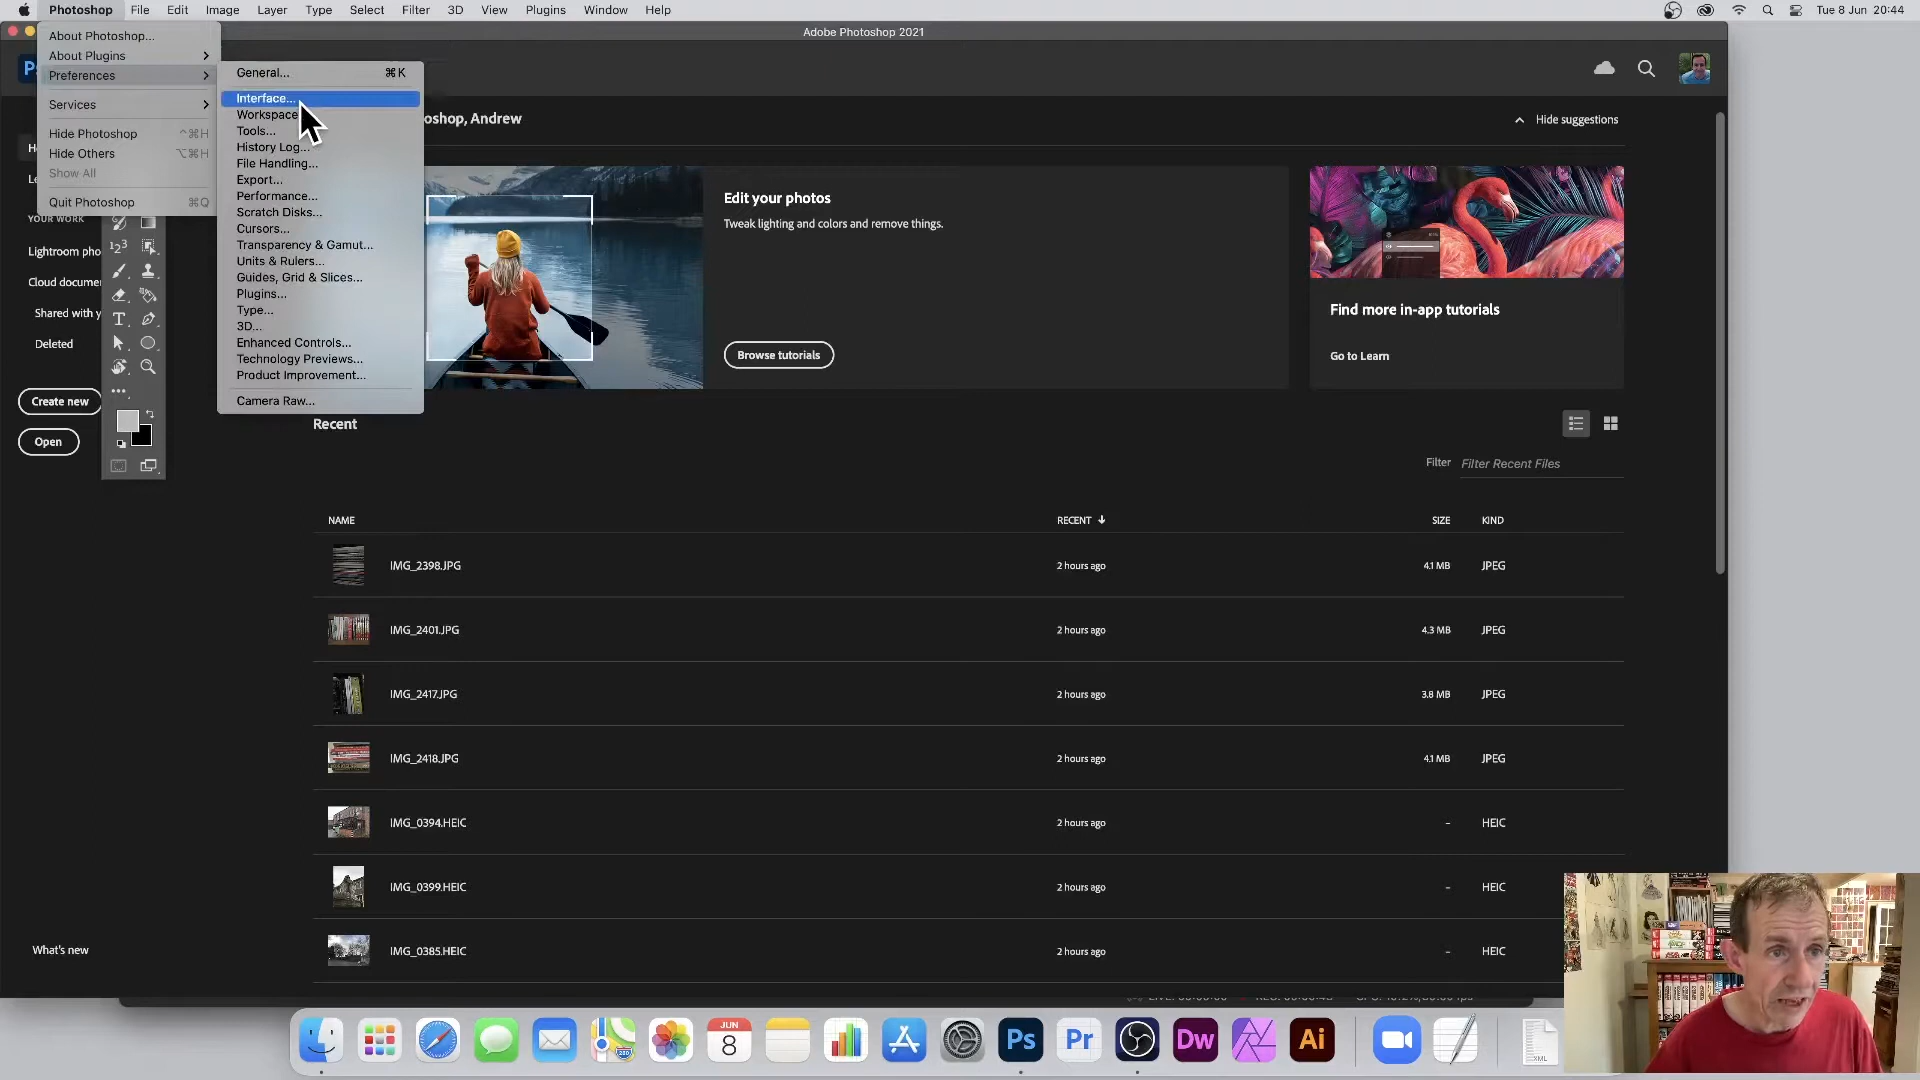 Photoshop File Edit Image Layer Type Select Filter 3D View Plugins Window Help Tue 8 Jun 20:44
Adobe Photoshop 2021
About Photoshop...
About Plugins
Preferences
Services
Hide Photoshop ^⌘H
Hide Others ⌥⌘H
Show All
Quit Photoshop ⌘Q
General... ⌘K
Interface...
Workspace
Tools...
History Log...
File Handling...
Export...
Performance...
Scratch Disks...
Cursors...
Transparency & Gamut...
Units & Rulers...
Guides, Grid & Slices...
Plugins...
Type...
3D...
Enhanced Controls...
Technology Previews...
Product Improvement...
Camera Raw...
oshop, Andrew
Hide suggestions
YOUR WORK
Lightroom pho
Cloud documen
Shared with y
Deleted
Create new
Open
What's new
Edit your photos
Tweak lighting and colors and remove things.
Browse tutorials
Find more in-app tutorials
Go to Learn
Recent
Filter Filter Recent Files
NAME RECENT SIZE KIND
IMG_2398.JPG 2 hours ago 4.1 MB JPEG
IMG_2401.JPG 2 hours ago 4.3 MB JPEG
IMG_2417.JPG 2 hours ago 3.8 MB JPEG
IMG_2418.JPG 2 hours ago 4.1 MB JPEG
IMG_0394.HEIC 2 hours ago - HEIC
IMG_0399.HEIC 2 hours ago - HEIC
IMG_0385.HEIC 2 hours ago - HEIC
JUN
8
Ps Pr Dw Ai
XML